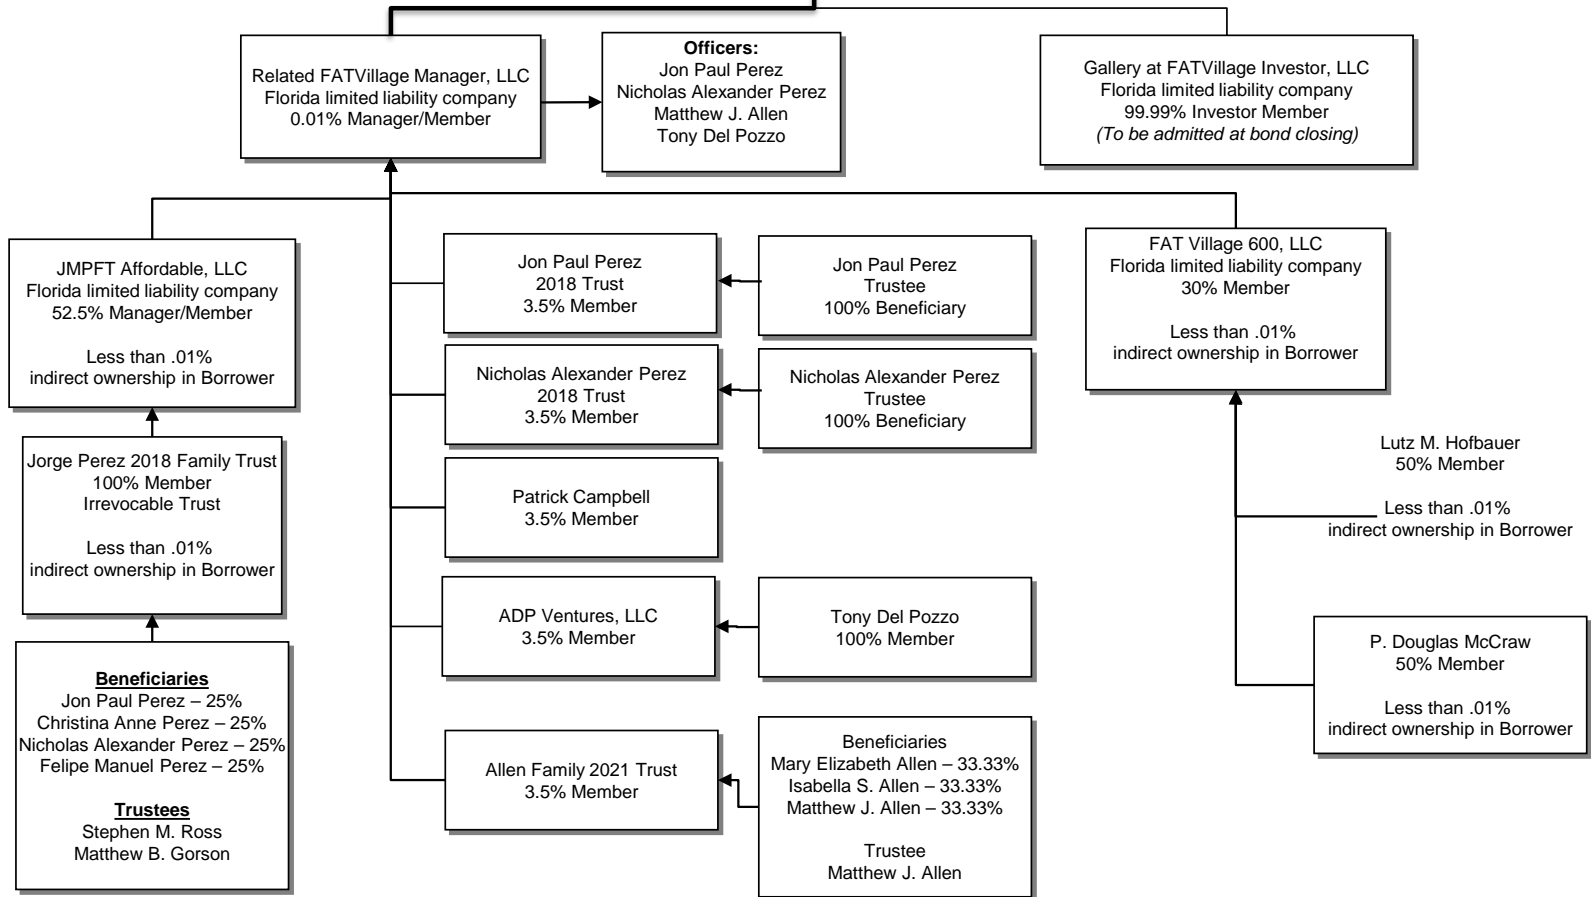 Related FATVillage Manager, LLC
Florida limited liability company
0.01% Manager/Member
Officers:
Jon Paul Perez
Nicholas Alexander Perez
Matthew J. Allen
Tony Del Pozzo
Gallery at FATVillage Investor, LLC
Florida limited liability company
99.99% Investor Member
(To be admitted at bond closing)
JMPFT Affordable, LLC
Florida limited liability company
52.5% Manager/Member
Less than .01%
indirect ownership in Borrower
Jorge Perez 2018 Family Trust
100% Member
Irrevocable Trust
Less than .01%
indirect ownership in Borrower
Beneficiaries
Jon Paul Perez – 25%
Christina Anne Perez – 25%
Nicholas Alexander Perez – 25%
Felipe Manuel Perez – 25%
Trustees
Stephen M. Ross
Matthew B. Gorson
Jon Paul Perez
2018 Trust
3.5% Member
Jon Paul Perez
Trustee
100% Beneficiary
Nicholas Alexander Perez
2018 Trust
3.5% Member
Nicholas Alexander Perez
Trustee
100% Beneficiary
Patrick Campbell
3.5% Member
ADP Ventures, LLC
3.5% Member
Tony Del Pozzo
100% Member
Allen Family 2021 Trust
3.5% Member
Beneficiaries
Mary Elizabeth Allen – 33.33%
Isabella S. Allen – 33.33%
Matthew J. Allen – 33.33%
Trustee
Matthew J. Allen
FAT Village 600, LLC
Florida limited liability company
30% Member
Less than .01%
indirect ownership in Borrower
Lutz M. Hofbauer
50% Member
Less than .01%
indirect ownership in Borrower
P. Douglas McCraw
50% Member
Less than .01%
indirect ownership in Borrower